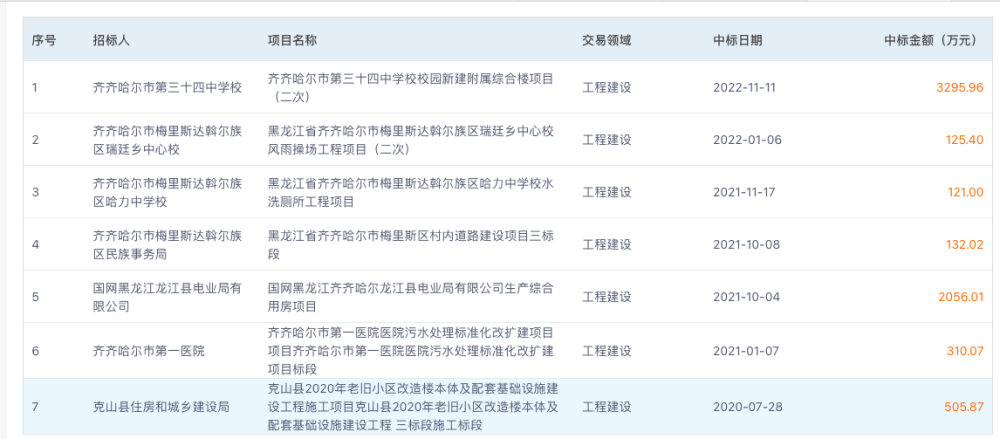 序号 招标人 项目名称 交易领域 中标日期 中标金额（万元）
1 齐齐哈尔市第三十四中学校 齐齐哈尔市第三十四中学校校园新建附属综合楼项目
（二次） 工程建设 2022-11-11 3295.96
2 齐齐哈尔市梅里斯达斡尔族
区瑞廷乡中心校 黑龙江省齐齐哈尔市梅里斯达斡尔族区瑞廷乡中心校
风雨操场工程项目（二次） 工程建设 2022-01-06 125.40
3 齐齐哈尔市梅里斯达斡尔族
区哈力中学校 黑龙江省齐齐哈尔市梅里斯达斡尔族区哈力中学校水
洗厕所工程项目 工程建设 2021-11-17 121.00
4 齐齐哈尔市梅里斯达斡尔族
区民族事务局 黑龙江省齐齐哈尔市梅里斯区村内道路建设项目三标
段 工程建设 2021-10-08 132.02
5 国网黑龙江龙江县电业局有
限公司 国网黑龙江齐齐哈尔龙江县电业局有限公司生产综合
用房项目 工程建设 2021-10-04 2056.01
6 齐齐哈尔市第一医院 齐齐哈尔市第一医院医院污水处理标准化改扩建项目
项目齐齐哈尔市第一医院医院污水处理标准化改扩建
项目标段 工程建设 2021-01-07 310.07
7 克山县住房和城乡建设局 克山县2020年老旧小区改造楼本体及配套基础设施建
设工程施工项目克山县2020年老旧小区改造楼本体及
配套基础设施建设工程 三标段施工标段 工程建设 2020-07-28 505.87